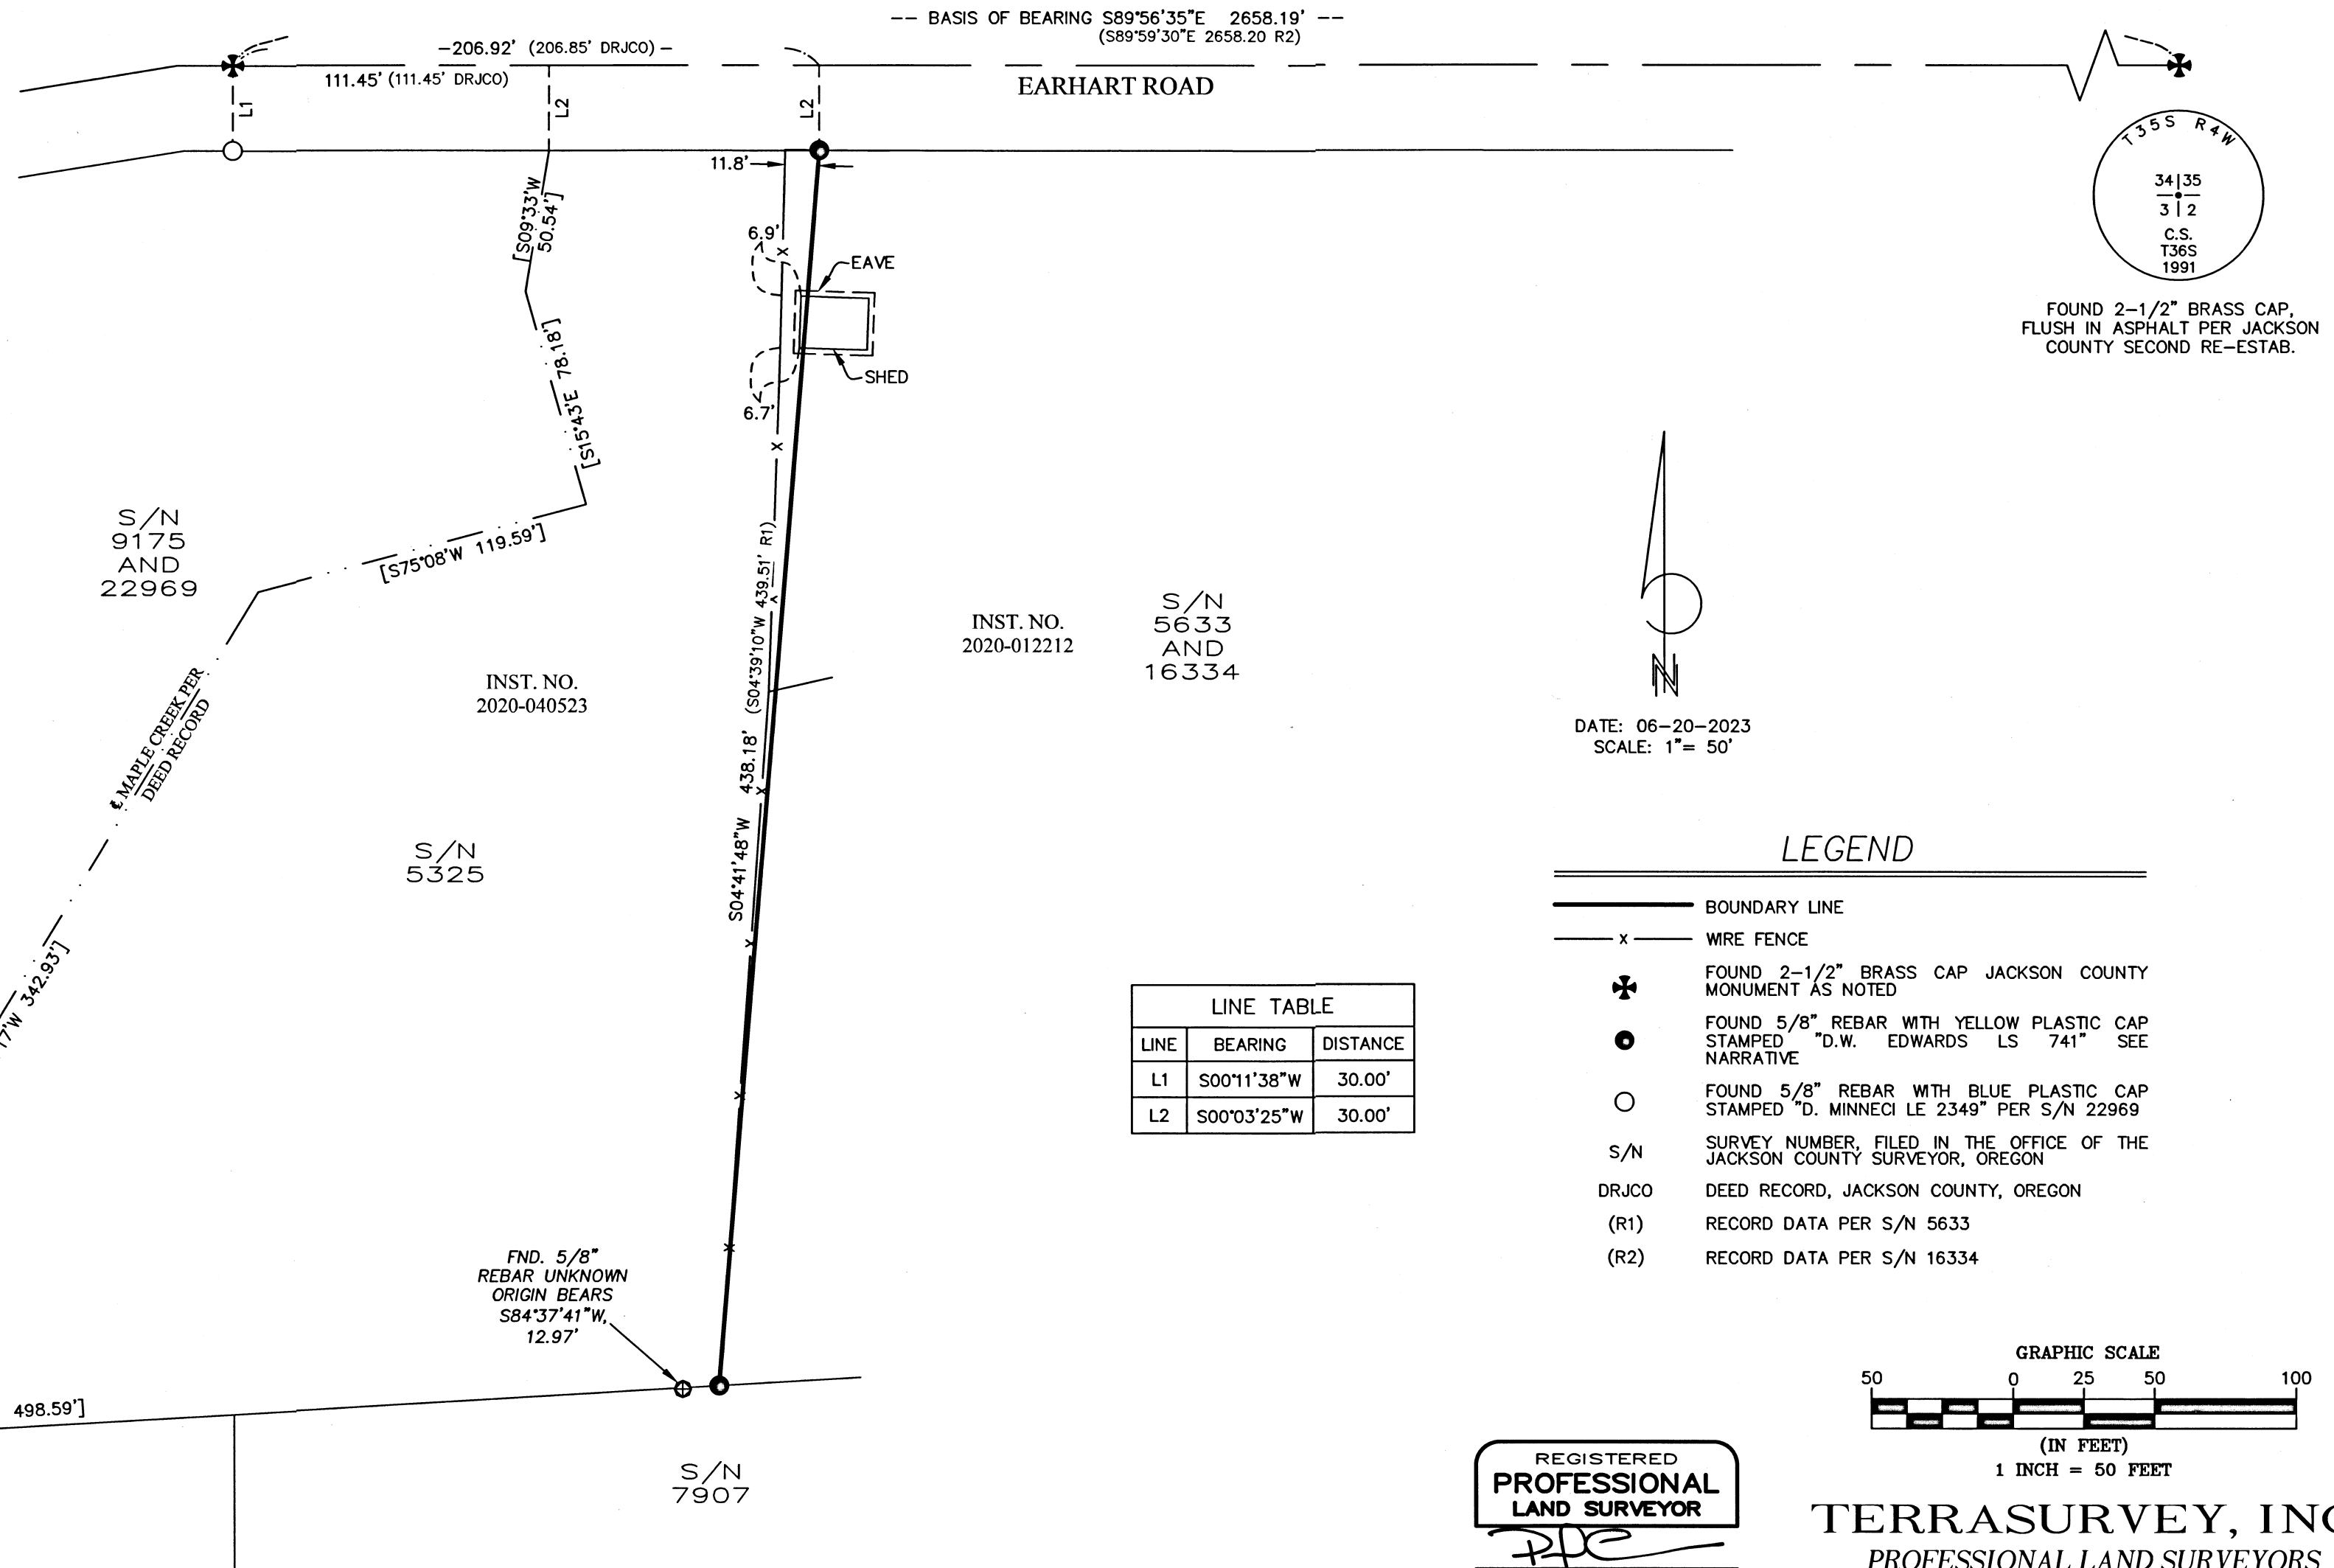 -- BASIS OF BEARING S89°56'35"E 2658.19' --
(S89°59'30"E 2658.20 R2)
-206.92' (206.85' DRJCO) -
111.45' (111.45' DRJCO)
EARHART ROAD
L1
L2
L2
11.8'
[S09°33'W
50.54']
6.9'
EAVE
SHED
6.7'
[S15°43'E 78.18']
[S75°08'W 119.59']
T35S R4W
34|35
3|2
C.S.
T36S
1991
FOUND 2-1/2" BRASS CAP,
FLUSH IN ASPHALT PER JACKSON
COUNTY SECOND RE-ESTAB.
S/N
9175
AND
22969
INST. NO.
2020-040523
S04°41'48"W 438.18' (S04°39'10"W 439.51' R1)
INST. NO.
2020-012212
S/N
5633
AND
16334
N
DATE: 06-20-2023
SCALE: 1"= 50'
℄ MAPLE CREEK PER
DEED RECORD
S/N
5325
17'W 342.93']
LEGEND
BOUNDARY LINE
x WIRE FENCE
FOUND 2-1/2" BRASS CAP JACKSON COUNTY
MONUMENT AS NOTED
FOUND 5/8" REBAR WITH YELLOW PLASTIC CAP
STAMPED "D.W. EDWARDS LS 741" SEE
NARRATIVE
FOUND 5/8" REBAR WITH BLUE PLASTIC CAP
STAMPED "D. MINNECI LE 2349" PER S/N 22969
S/N SURVEY NUMBER, FILED IN THE OFFICE OF THE
JACKSON COUNTY SURVEYOR, OREGON
DRJCO DEED RECORD, JACKSON COUNTY, OREGON
(R1) RECORD DATA PER S/N 5633
(R2) RECORD DATA PER S/N 16334
LINE TABLE
LINE BEARING DISTANCE
L1 S00°11'38"W 30.00'
L2 S00°03'25"W 30.00'
FND. 5/8"
REBAR UNKNOWN
ORIGIN BEARS
S84°37'41"W,
12.97'
498.59']
S/N
7907
GRAPHIC SCALE
50 0 25 50 100
(IN FEET)
1 INCH = 50 FEET
REGISTERED
PROFESSIONAL
LAND SURVEYOR
TERRASURVEY, INC
PROFESSIONAL LAND SURVEYORS